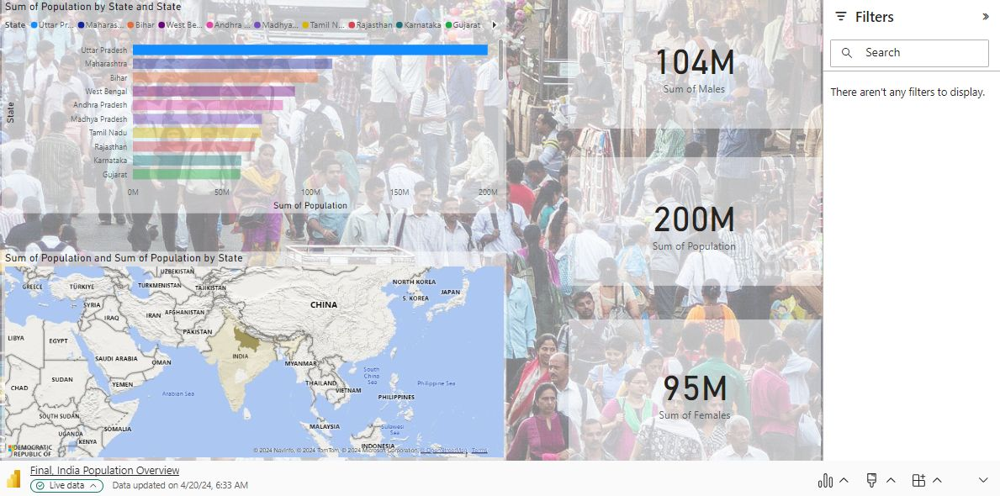 Sum of Population by State and State
State Uttar Pr... Maharas... Bihar West Be... Andhra ... Madhya... Tamil N... Rajasthan Karnataka Gujarat
Uttar Pradesh
Maharashtra
Bihar
West Bengal
Andhra Pradesh
Madhya Pradesh
Tamil Nadu
Rajasthan
Karnataka
Gujarat
State
0M 50M 100M 150M 200M
Sum of Population
104M
Sum of Males
200M
Sum of Population
95M
Sum of Females
Filters
Search
There aren't any filters to display.
Sum of Population and Sum of Population by State
UZBEKISTAN
NORTH KOREA
GREECE
TÜRKIYE
TURKMENISTAN
TAJIKISTAN
S. KOREA
JAPAN
SYRIA
CHINA
IRAQ
IRAN
AFGHANISTAN
PAKISTAN
LIBYA
EGYPT
SAUDI ARABIA
OMAN
INDIA
MYANMAR
SUDAN
YEMEN
CHAD
THAILAND
VIETNAM
South
China
Sea
Philippine Sea
Arabian Sea
PHILIPPINES
SOUTH SUDAN
SOMALIA
UGANDA
KENYA
MALAYSIA
Sulawesi
Sea
INDONESIA
DEMOCRATIC
REPUBLIC OF
© 2024 NavInfo, © 2024 TomTom, © 2024 Microsoft Corporation, © OpenStreetMap Terms
Final, India Population Overview
Live data
Data updated on 4/20/24, 6:33 AM